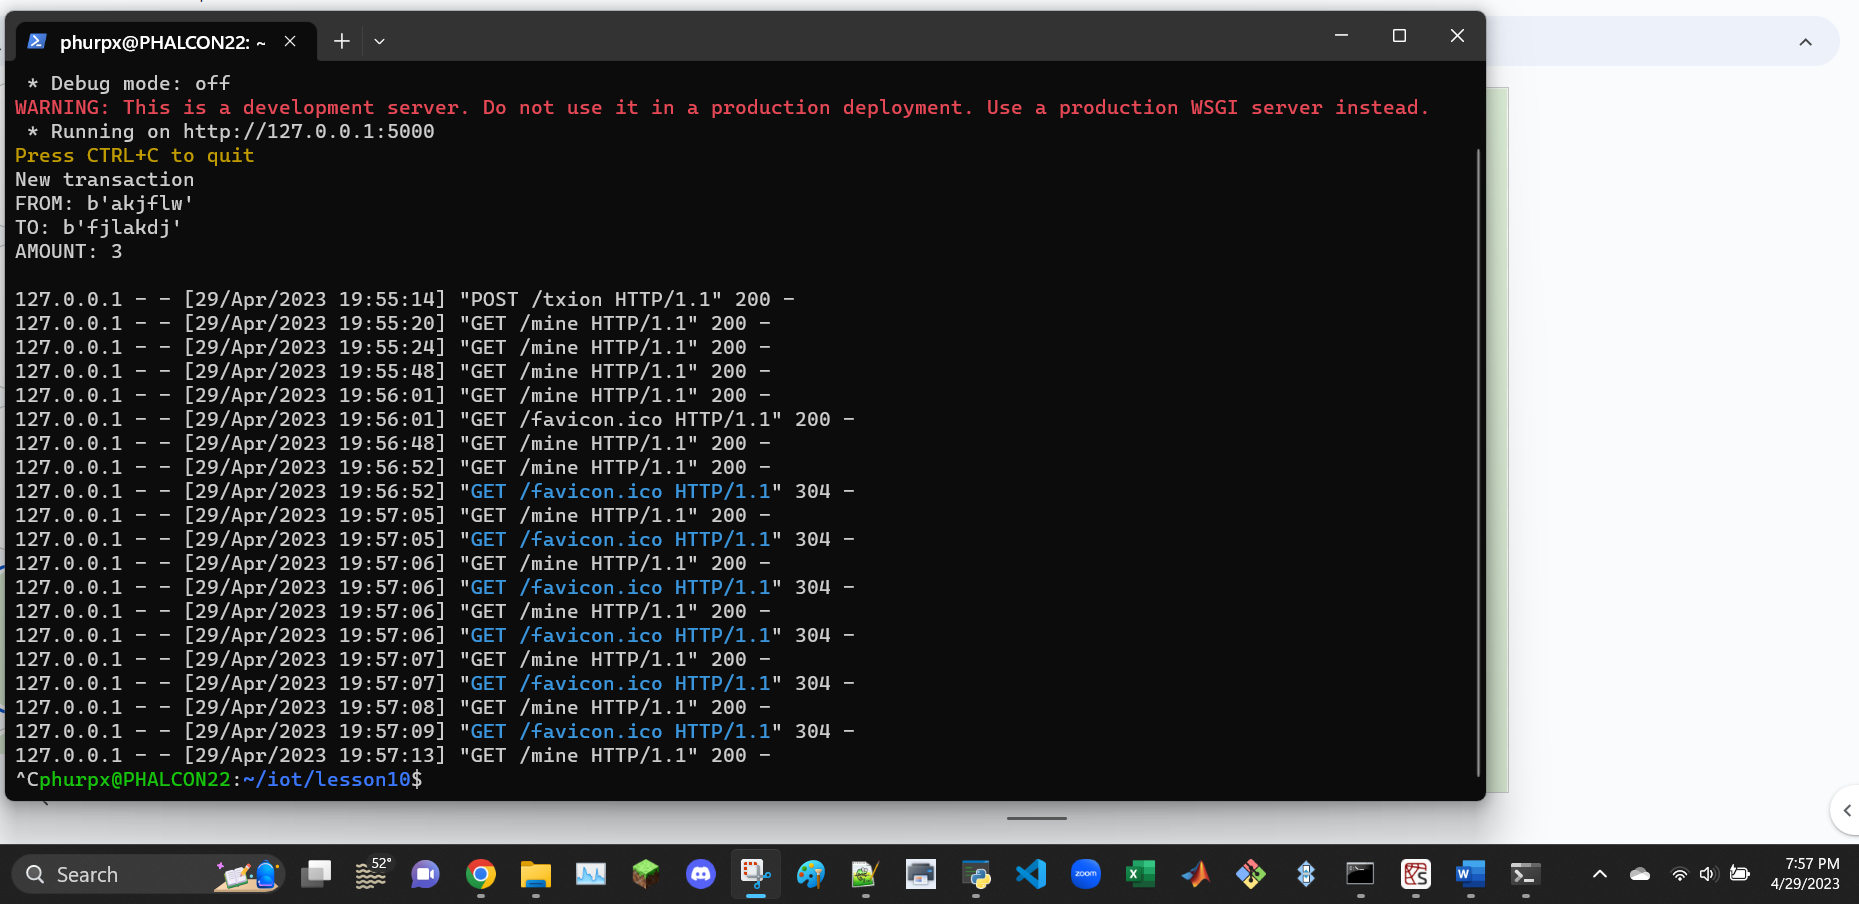 phurpx@PHALCON22: ~
* Debug mode: off
WARNING: This is a development server. Do not use it in a production deployment. Use a production WSGI server instead.
* Running on http://127.0.0.1:5000
Press CTRL+C to quit
New transaction
FROM: b'akjflw'
TO: b'fjlakdj'
AMOUNT: 3
127.0.0.1 - - [29/Apr/2023 19:55:14] "POST /txion HTTP/1.1" 200 -
127.0.0.1 - - [29/Apr/2023 19:55:20] "GET /mine HTTP/1.1" 200 -
127.0.0.1 - - [29/Apr/2023 19:55:24] "GET /mine HTTP/1.1" 200 -
127.0.0.1 - - [29/Apr/2023 19:55:48] "GET /mine HTTP/1.1" 200 -
127.0.0.1 - - [29/Apr/2023 19:56:01] "GET /mine HTTP/1.1" 200 -
127.0.0.1 - - [29/Apr/2023 19:56:01] "GET /favicon.ico HTTP/1.1" 200 -
127.0.0.1 - - [29/Apr/2023 19:56:48] "GET /mine HTTP/1.1" 200 -
127.0.0.1 - - [29/Apr/2023 19:56:52] "GET /mine HTTP/1.1" 200 -
127.0.0.1 - - [29/Apr/2023 19:56:52] "GET /favicon.ico HTTP/1.1" 304 -
127.0.0.1 - - [29/Apr/2023 19:57:05] "GET /mine HTTP/1.1" 200 -
127.0.0.1 - - [29/Apr/2023 19:57:05] "GET /favicon.ico HTTP/1.1" 304 -
127.0.0.1 - - [29/Apr/2023 19:57:06] "GET /mine HTTP/1.1" 200 -
127.0.0.1 - - [29/Apr/2023 19:57:06] "GET /favicon.ico HTTP/1.1" 304 -
127.0.0.1 - - [29/Apr/2023 19:57:06] "GET /mine HTTP/1.1" 200 -
127.0.0.1 - - [29/Apr/2023 19:57:06] "GET /favicon.ico HTTP/1.1" 304 -
127.0.0.1 - - [29/Apr/2023 19:57:07] "GET /mine HTTP/1.1" 200 -
127.0.0.1 - - [29/Apr/2023 19:57:07] "GET /favicon.ico HTTP/1.1" 304 -
127.0.0.1 - - [29/Apr/2023 19:57:08] "GET /mine HTTP/1.1" 200 -
127.0.0.1 - - [29/Apr/2023 19:57:09] "GET /favicon.ico HTTP/1.1" 304 -
127.0.0.1 - - [29/Apr/2023 19:57:13] "GET /mine HTTP/1.1" 200 -
^Cphurpx@PHALCON22:~/iot/lesson10$
Search
52°
zoom
7:57 PM
4/29/2023